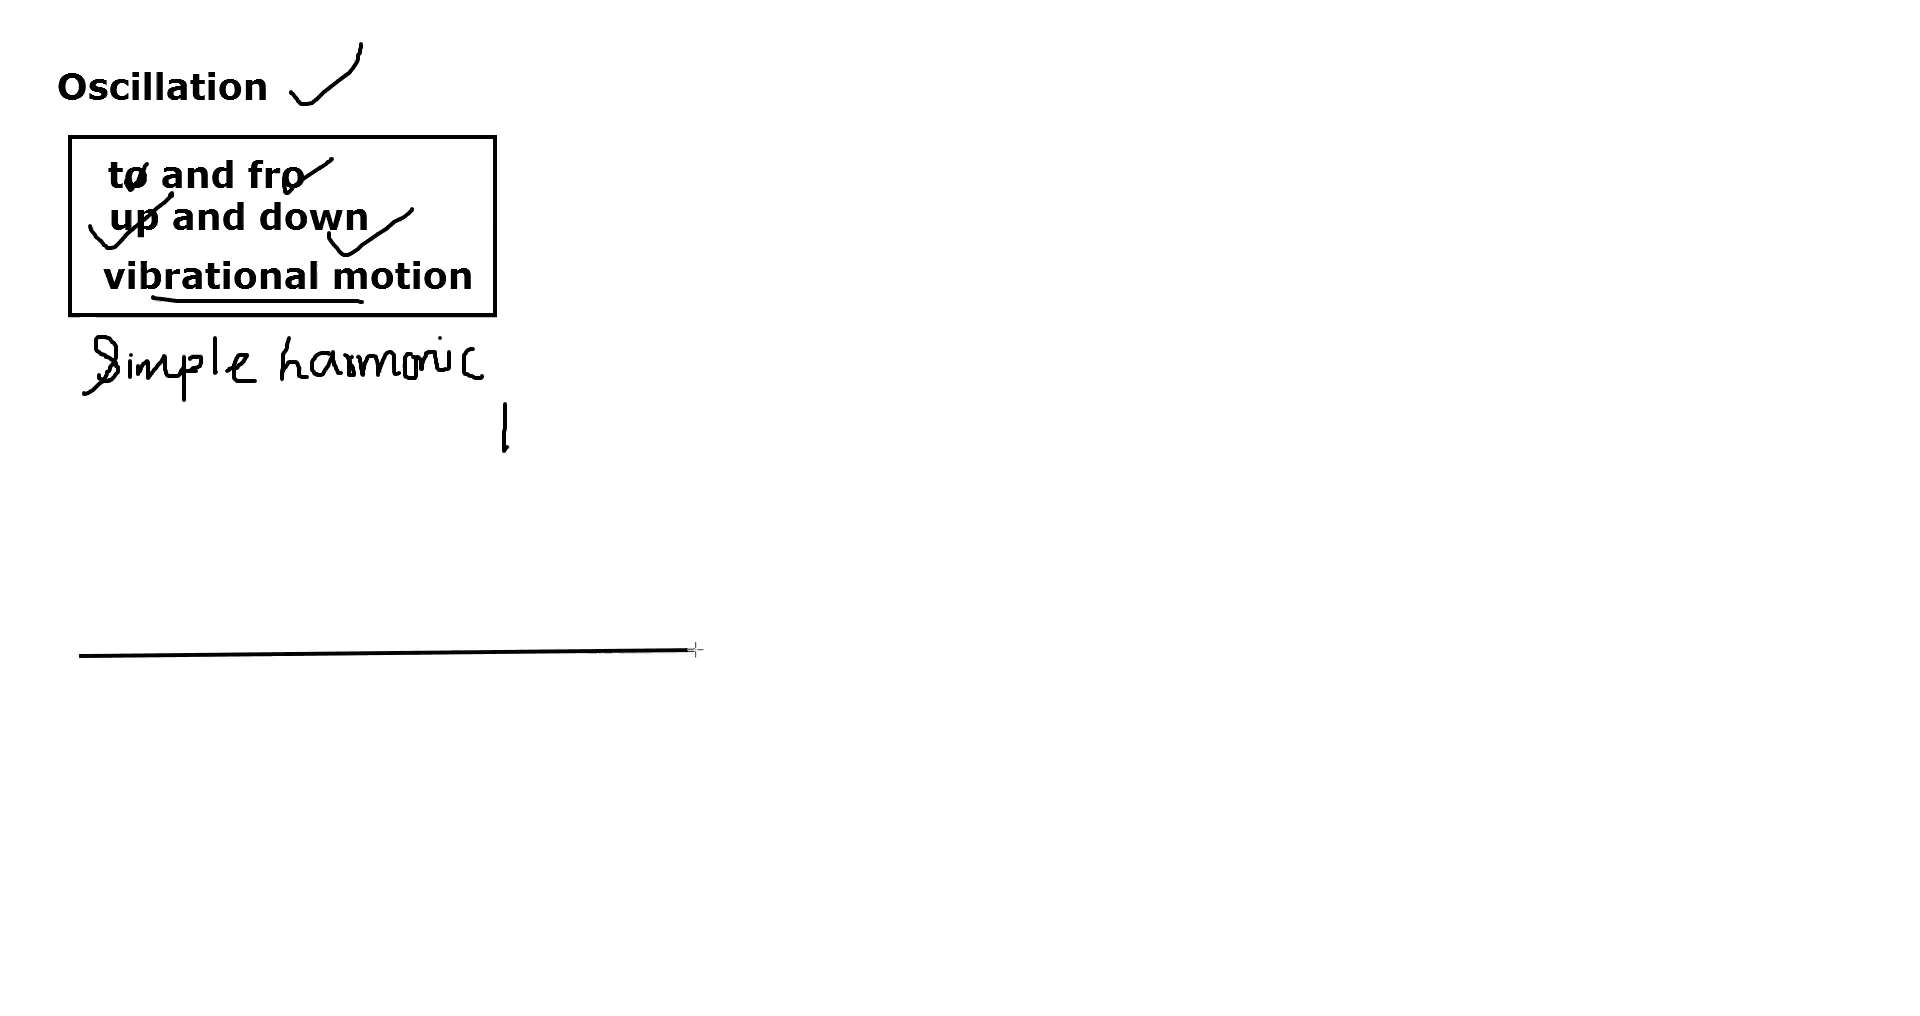 Oscillation
to and fro
up and down
vibrational motion
Simple harmonic